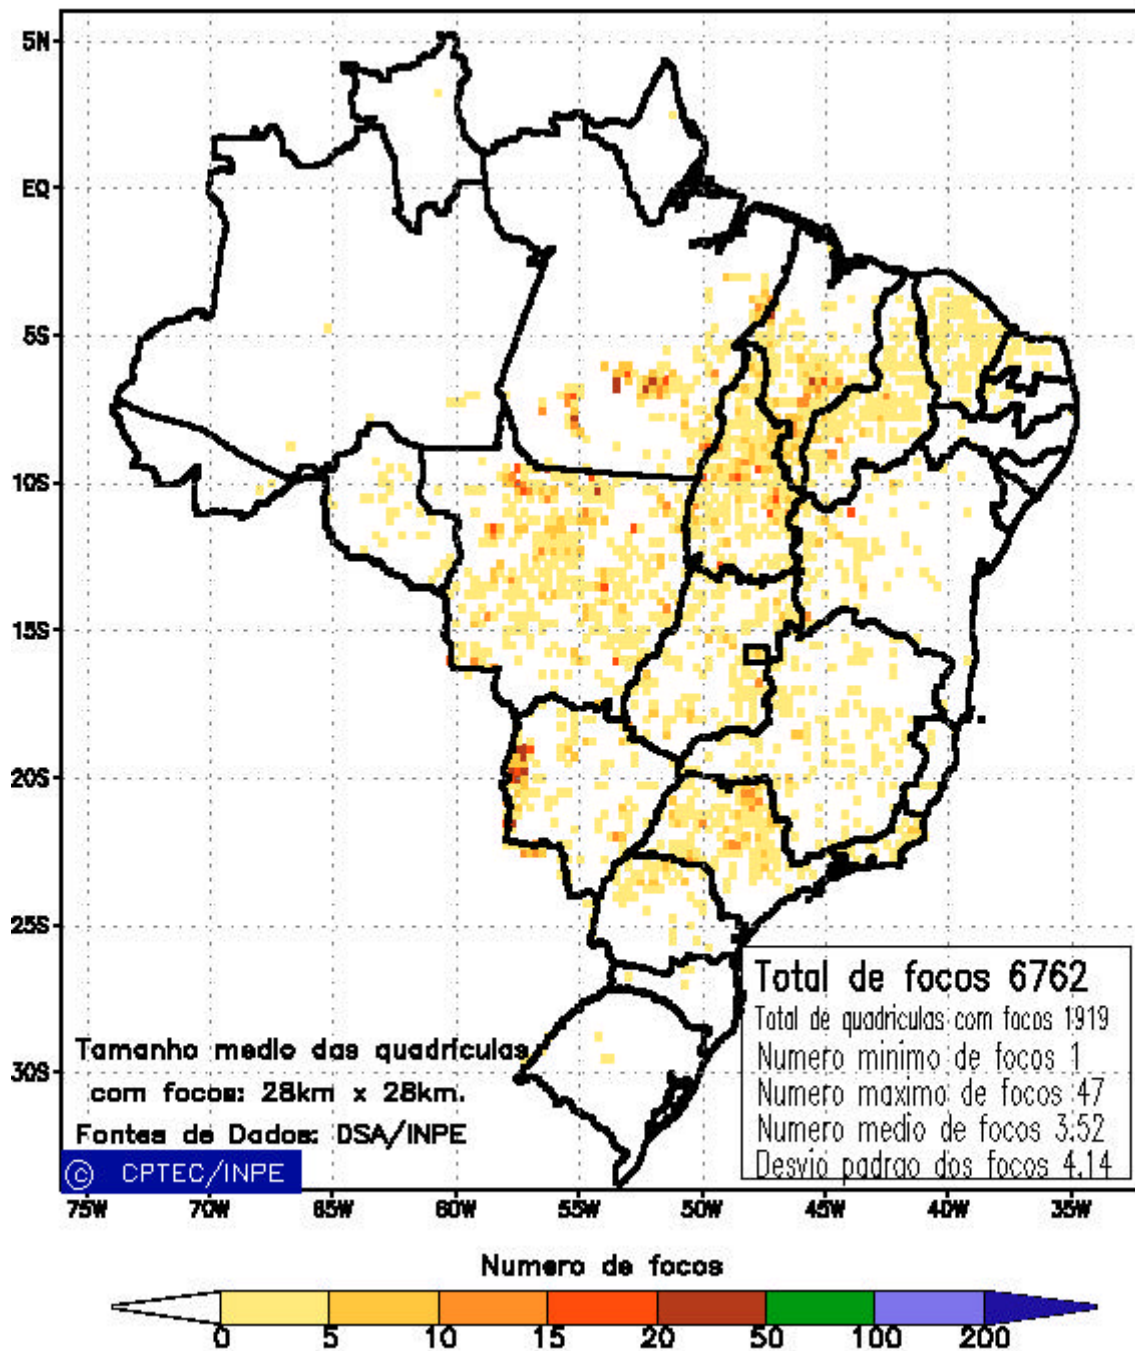 5N
EQ
5S
10S
15S
20S
25S
30S
Total de focos 6762
Total de quadriculas com focos 1919
Numero minimo de focos 1
Numero maximo de focos 47
Numero medio de focos 3.52
Desvio padrao dos focos 4.14
Tamanho medio das quadrículas
com focos: 28km x 28km.
Fontes de Dados: DSA/INPE
© CPTEC/INPE
75W 70W 65W 60W 55W 50W 45W 40W 35W
Numero de focos
0 5 10 15 20 50 100 200